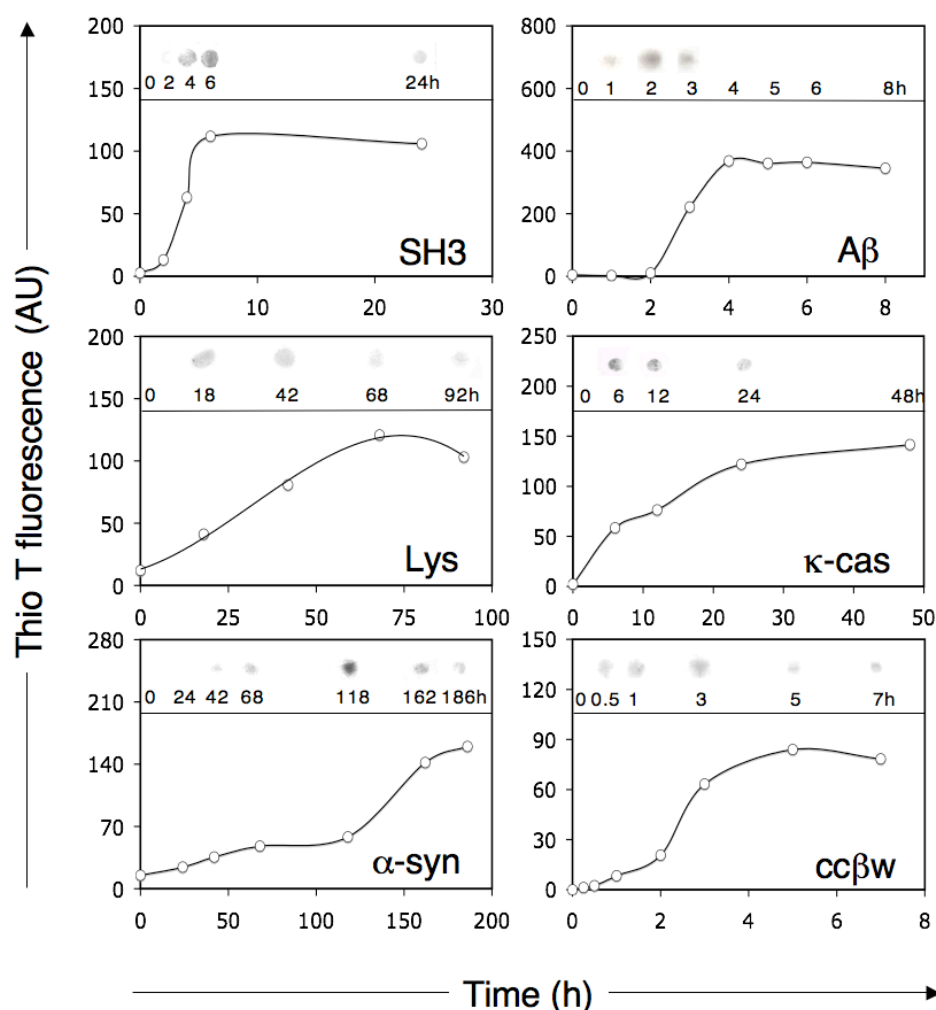 Thio T fluorescence (AU)
200
150
100
50
0
0 2 4 6 24h
SH3
0 10 20 30
800
600
400
200
0
0 1 2 3 4 5 6 8h
Aβ
0 2 4 6 8
200
150
100
50
0
0 18 42 68 92h
Lys
0 25 50 75 100
250
200
150
100
50
0
0 6 12 24 48h
κ-cas
0 10 20 30 40 50
280
210
140
70
0
0 24 42 68 118 162 186h
α-syn
0 50 100 150 200
150
120
90
60
30
0
0 0.5 1 3 5 7h
ccβw
0 2 4 6 8
Time (h)